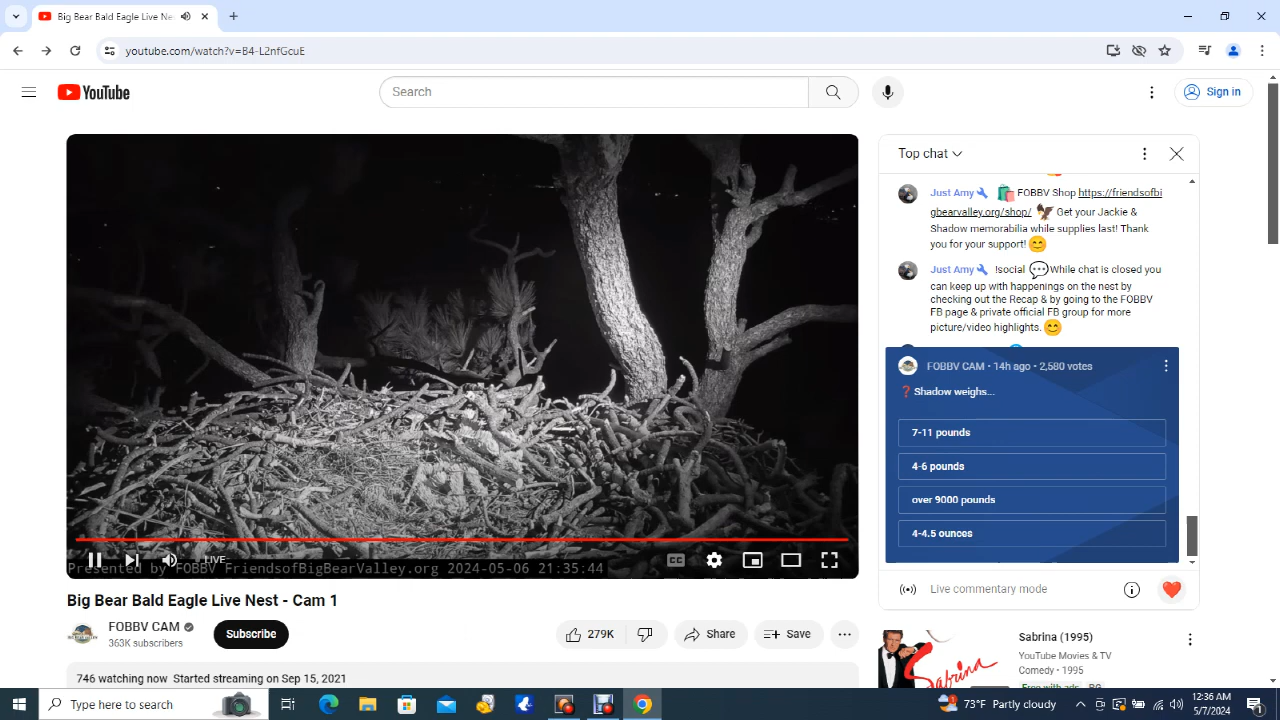 Big Bear Bald Eagle Live Ne
youtube.com/watch?v=B4-L2nfGcuE
YouTube
Search
Sign in
Top chat
Just Amy FOBBV Shop https://friendsofbi
gbearvalley.org/shop/ Get your Jackie &
Shadow memorabilia while supplies last! Thank
you for your support!
Just Amy !social While chat is closed you
can keep up with happenings on the nest by
checking out the Recap & by going to the FOBBV
FB page & private official FB group for more
picture/video highlights.
FOBBV CAM • 14h ago • 2,580 votes
❓Shadow weighs...
7-11 pounds
4-6 pounds
over 9000 pounds
4-4.5 ounces
Live commentary mode
LIVE
CC
Presented by FOBBV FriendsofBigBearValley.org 2024-05-06 21:35:44
Big Bear Bald Eagle Live Nest - Cam 1
FOBBV CAM
363K subscribers
Subscribe
279K
Share
Save
746 watching now Started streaming on Sep 15, 2021
Sabrina
Sabrina (1995)
YouTube Movies & TV
Comedy • 1995
Free with ads PG
Type here to search
73°F Partly cloudy
12:36 AM
5/7/2024
1